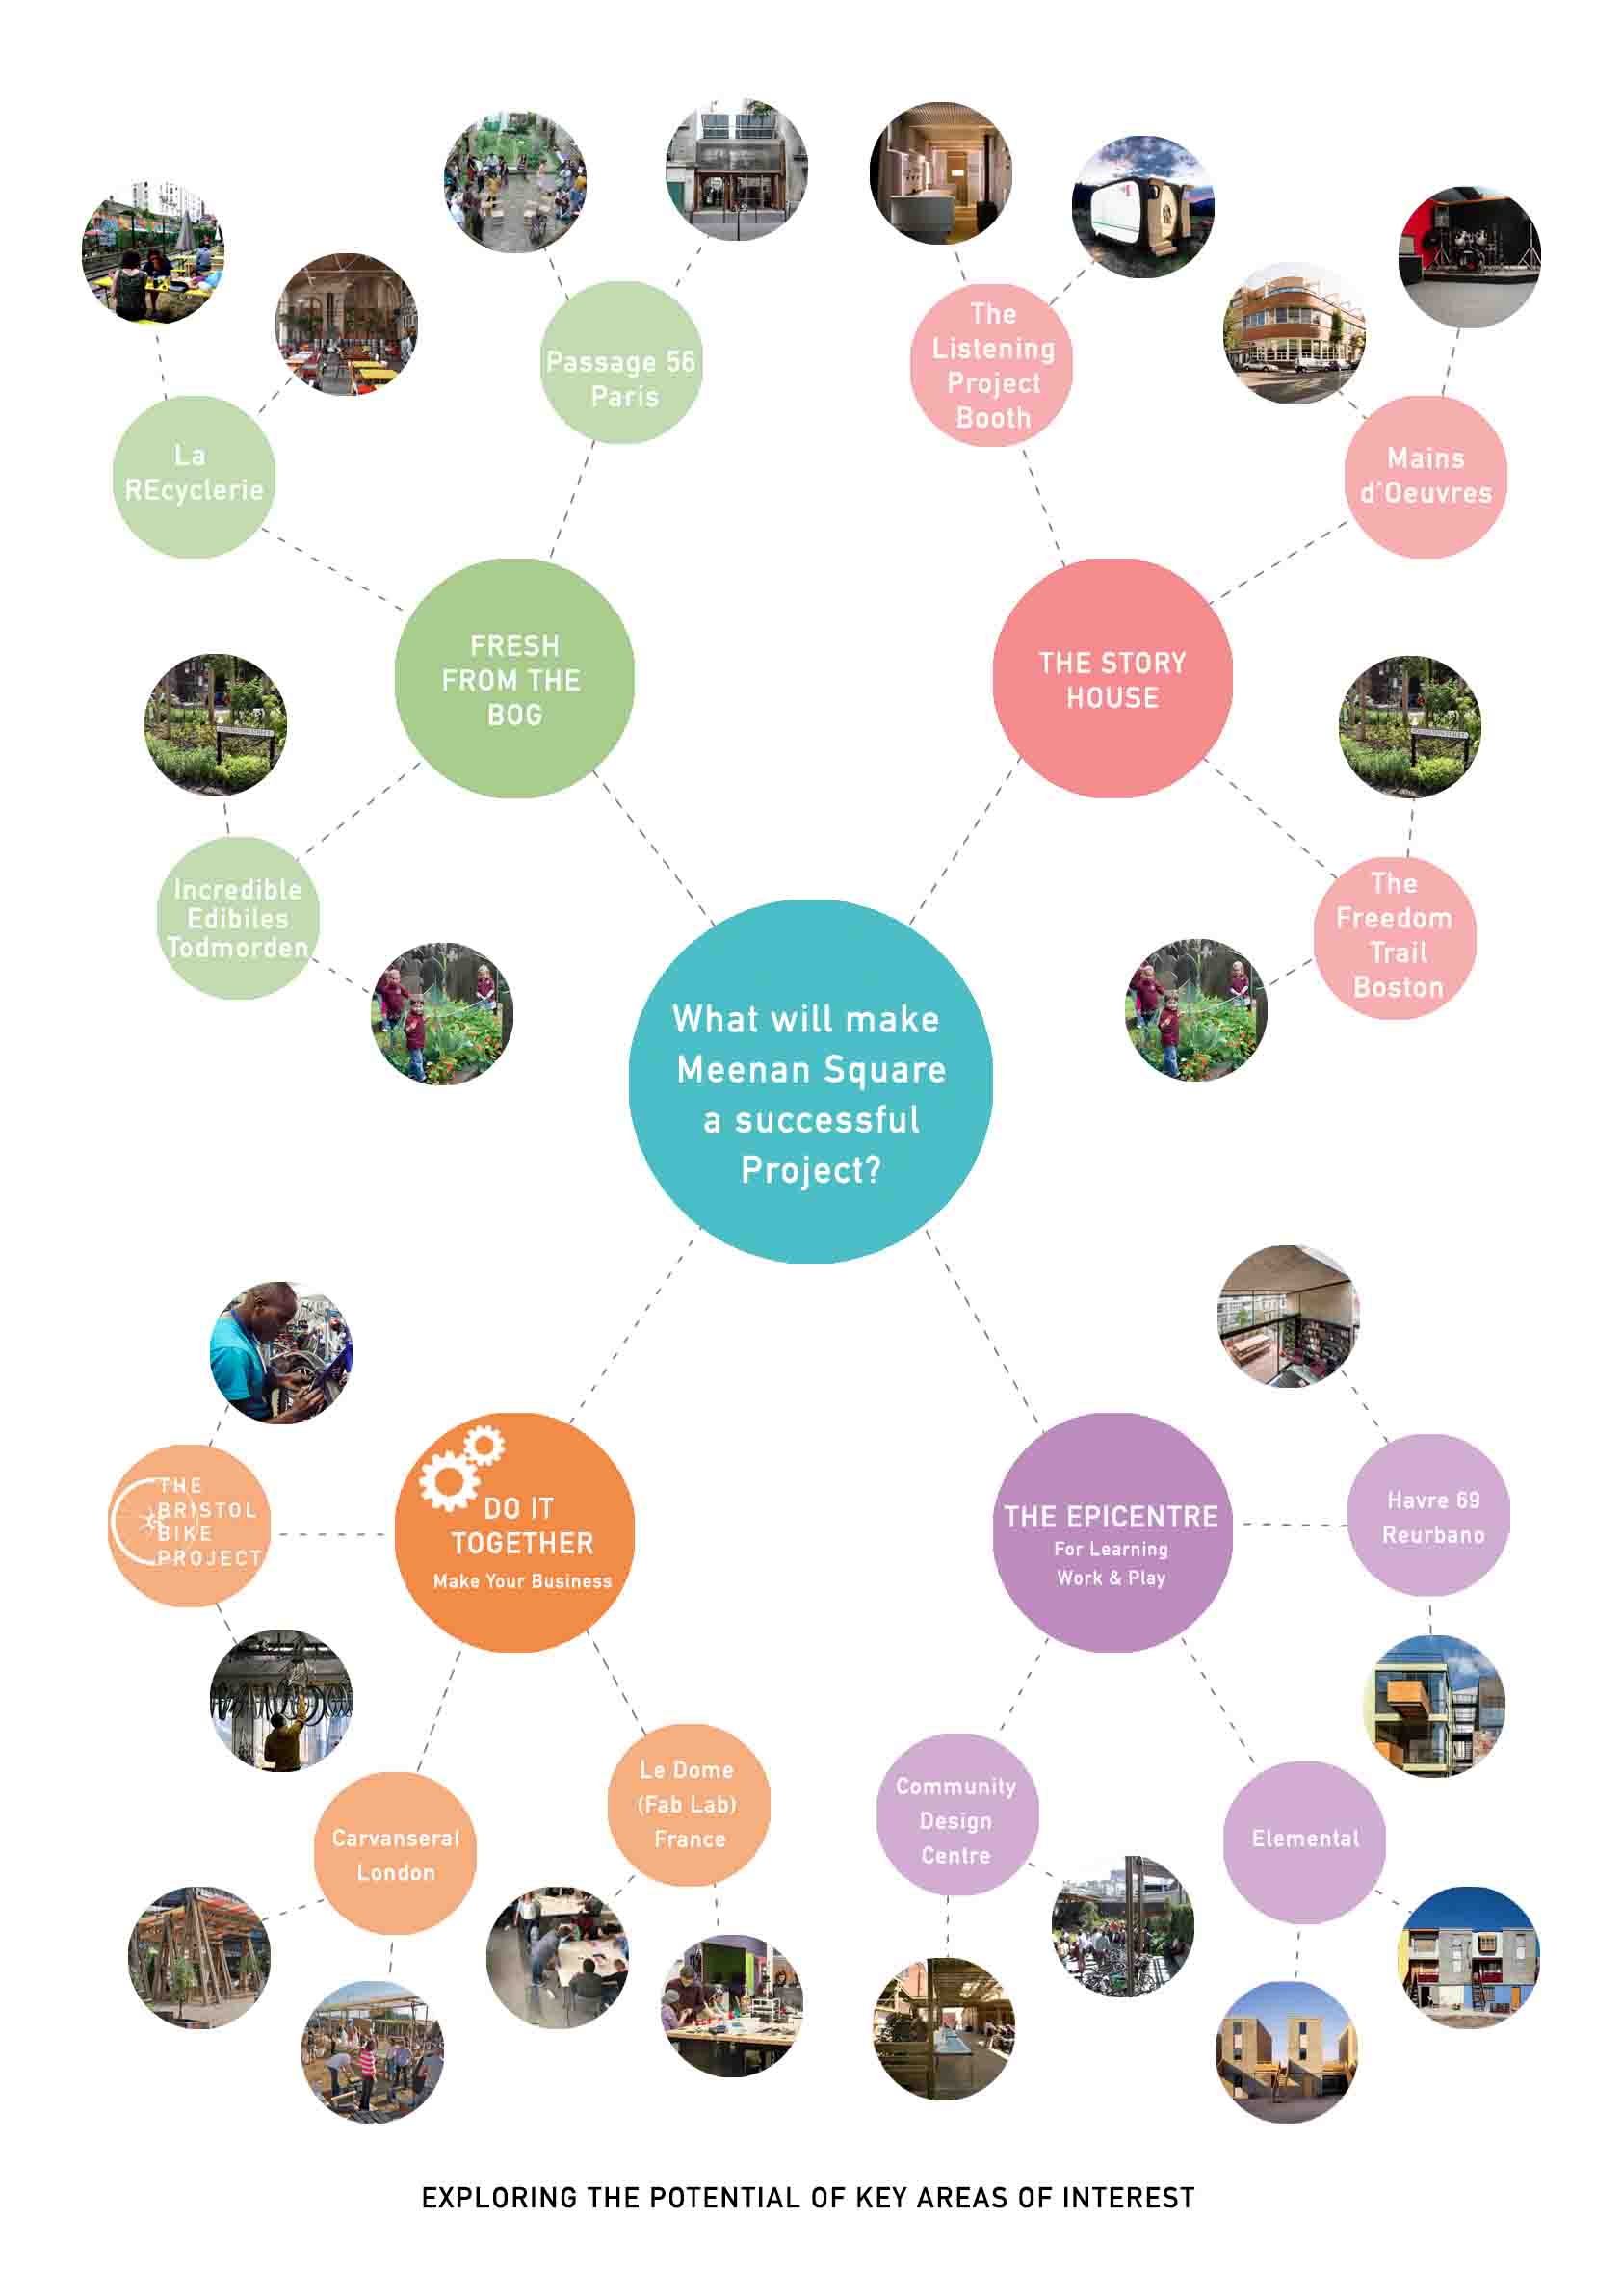 Passage 56
Paris
La
REcyclerie
FRESH
FROM THE
BOG
Incredible
Edibiles
Todmorden
The
Listening
Project
Booth
Mains
d'Oeuvres
THE STORY
HOUSE
The
Freedom
Trail
Boston
What will make
Meenan Square
a successful
Project?
THE
BRISTOL
BIKE
PROJECT
DO IT
TOGETHER
Make Your Business
Carvanseral
London
Le Dome
(Fab Lab)
France
THE EPICENTRE
For Learning
Work & Play
Havre 69
Reurbano
Community
Design
Centre
Elemental
EXPLORING THE POTENTIAL OF KEY AREAS OF INTEREST